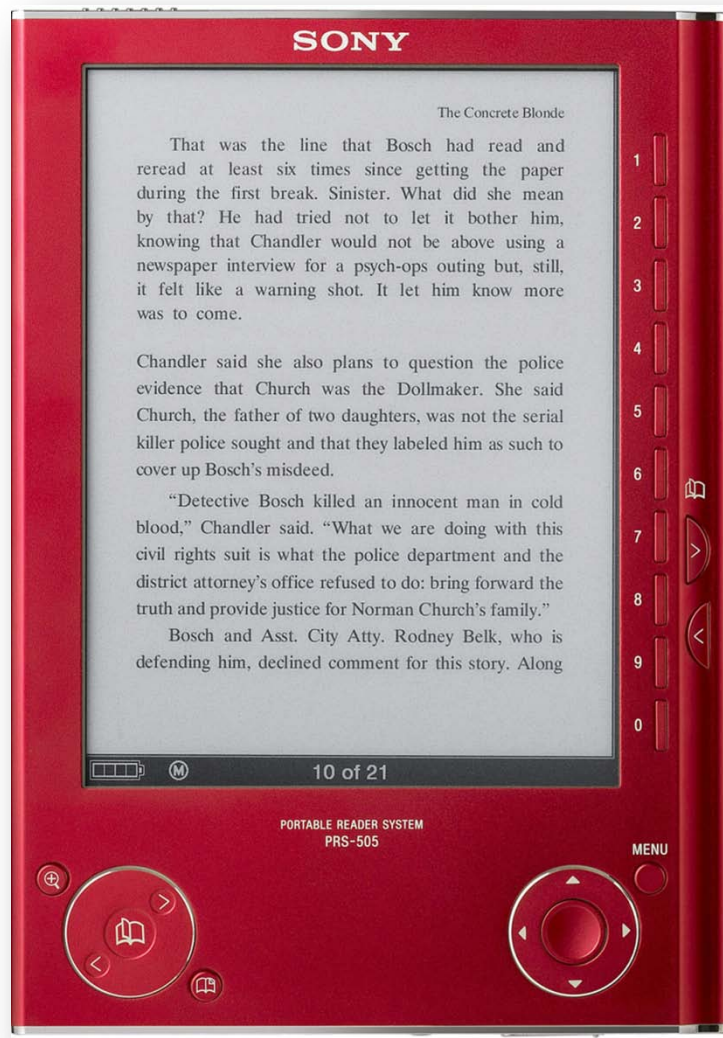 SONY
The Concrete Blonde
That was the line that Bosch had read and
reread at least six times since getting the paper
during the first break. Sinister. What did she mean
by that? He had tried not to let it bother him,
knowing that Chandler would not be above using a
newspaper interview for a psych-ops outing but, still,
it felt like a warning shot. It let him know more
was to come.
Chandler said she also plans to question the police
evidence that Church was the Dollmaker. She said
Church, the father of two daughters, was not the serial
killer police sought and that they labeled him as such to
cover up Bosch’s misdeed.
“Detective Bosch killed an innocent man in cold
blood,” Chandler said. “What we are doing with this
civil rights suit is what the police department and the
district attorney’s office refused to do: bring forward the
truth and provide justice for Norman Church’s family.”
Bosch and Asst. City Atty. Rodney Belk, who is
defending him, declined comment for this story. Along
M
10 of 21
1
2
3
4
5
6
7
8
9
0
PORTABLE READER SYSTEM
PRS-505
MENU